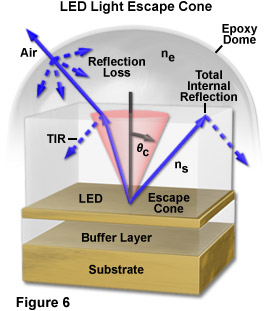 LED Light Escape Cone
Epoxy
Dome
Air
nₑ
Reflection
Loss
Total
Internal
Reflection
TIR
θc
nₛ
LED
Escape
Cone
Buffer Layer
Substrate
Figure 6